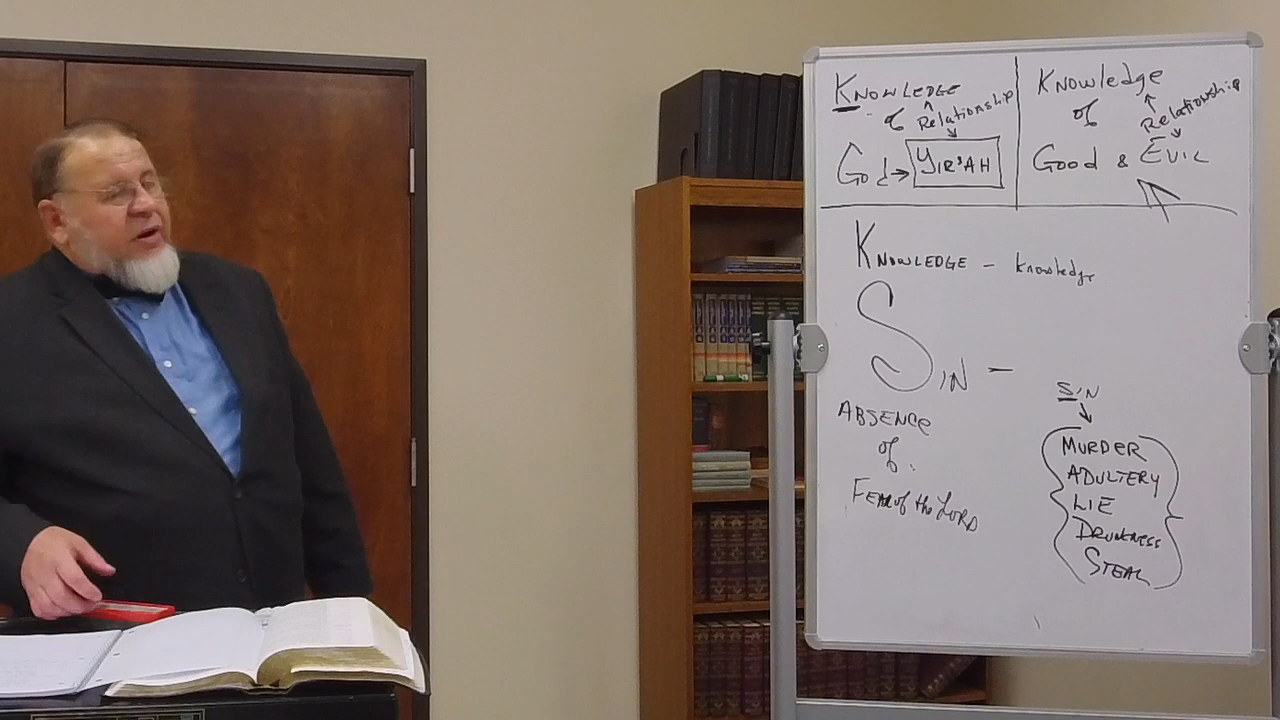 KNOWLEDGE
of Relationship
God → YIR'AH
Knowledge
of Relationship
Good & EVIL
KNOWLEDGE – knowledge
SIN –
ABSENCE
of
FEAR of the LORD
SIN
MURDER
ADULTERY
LIE
DRUNKNESS
STEAL